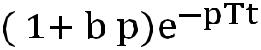 ( 1+ b p)e^{-pTt}